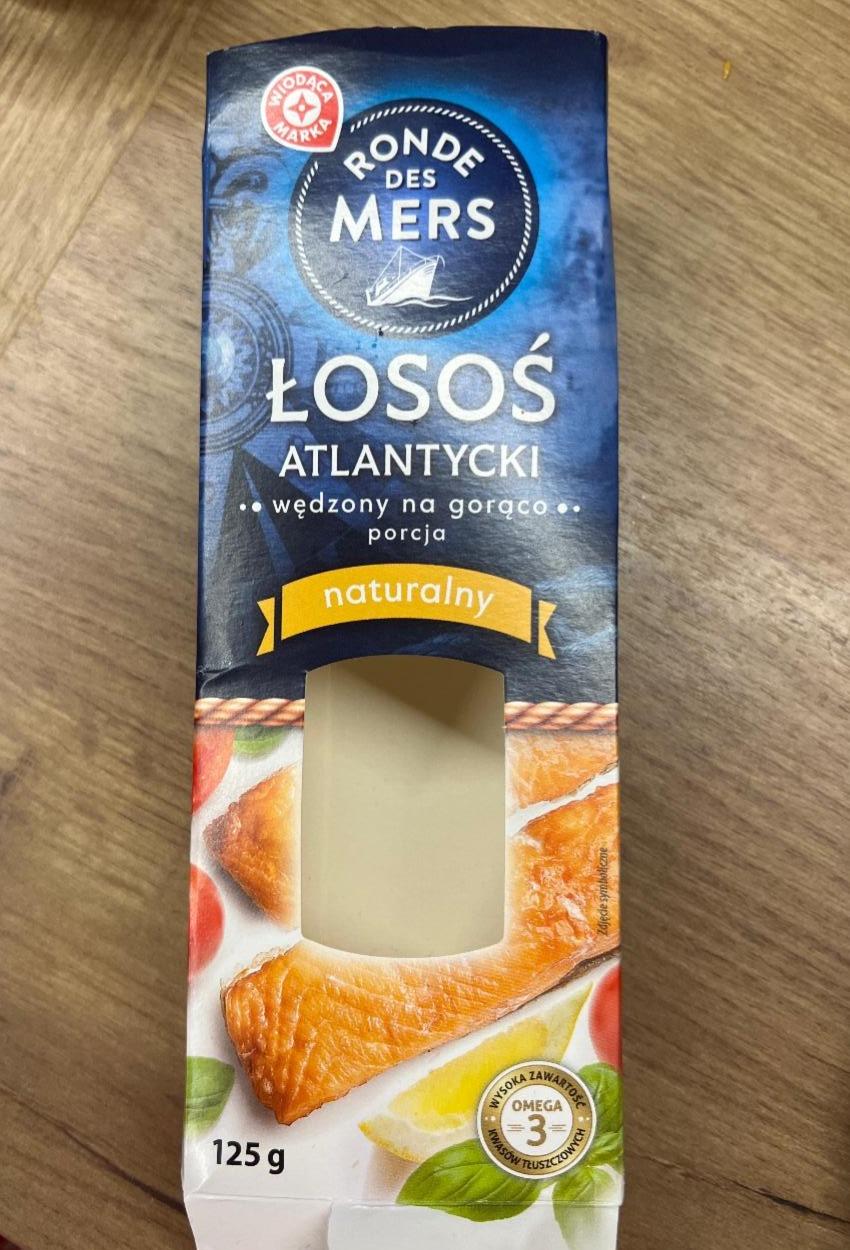 WIODĄCA
MARKA
RONDE
DES
MERS
ŁOSOŚ
ATLANTYCKI
wędzony na gorąco
porcja
naturalny
Zdjęcie symboliczne
WYSOKA ZAWARTOŚĆ
OMEGA
3
KWASÓW TŁUSZCZOWYCH
125 g